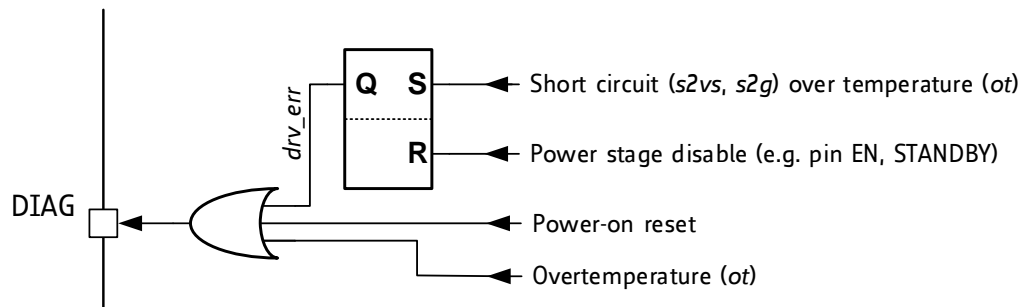 Q S
Short circuit (s2vs, s2g) over temperature (ot)
drv_err
R
Power stage disable (e.g. pin EN, STANDBY)
DIAG
Power-on reset
Overtemperature (ot)